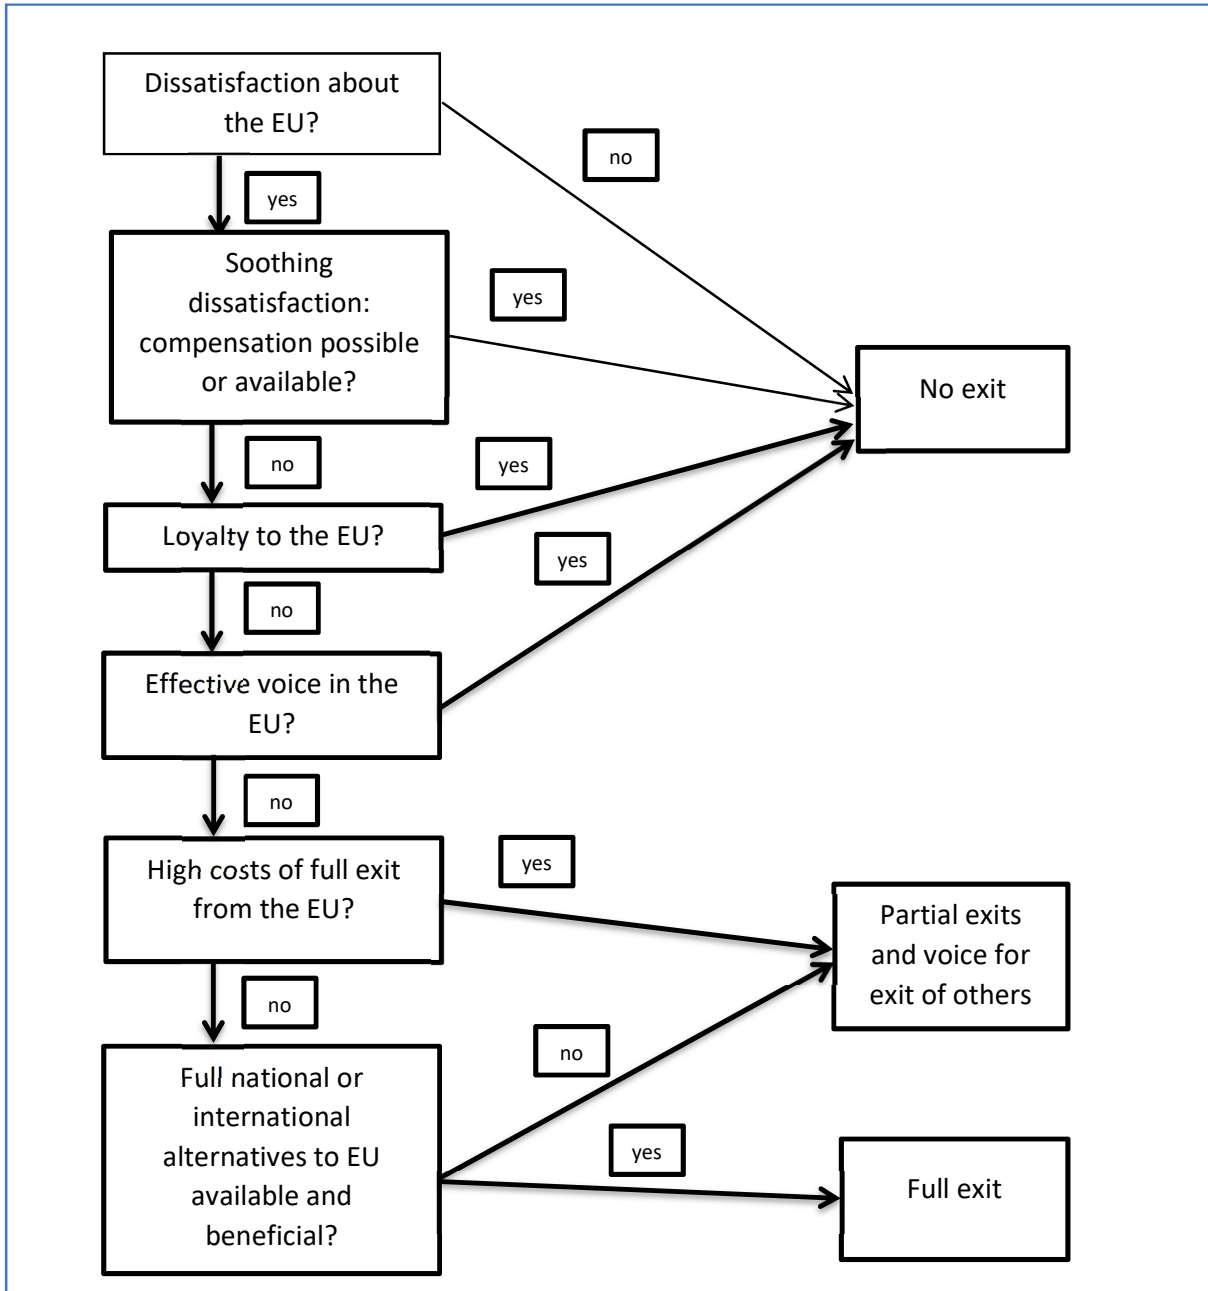 Dissatisfaction about
the EU?
no
yes
Soothing
dissatisfaction:
compensation possible
or available?
yes
No exit
no
yes
Loyalty to the EU?
yes
no
Effective voice in the
EU?
no
High costs of full exit
from the EU?
yes
Partial exits
and voice for
exit of others
no
no
Full national or
international
alternatives to EU
available and
beneficial?
yes
Full exit